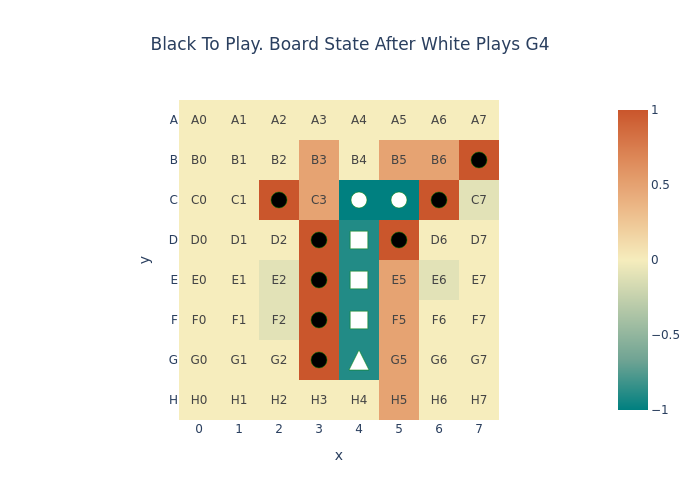 Black To Play. Board State After White Plays G4
A A0 A1 A2 A3 A4 A5 A6 A7 1
B B0 B1 B2 B3 B4 B5 B6
C C0 C1 C3 C7 0.5
D D0 D1 D2 D6 D7
y 0
E E0 E1 E2 E5 E6 E7
F F0 F1 F2 F5 F6 F7 −0.5
G G0 G1 G2 G5 G6 G7
H H0 H1 H2 H3 H4 H5 H6 H7 −1
0 1 2 3 4 5 6 7
x